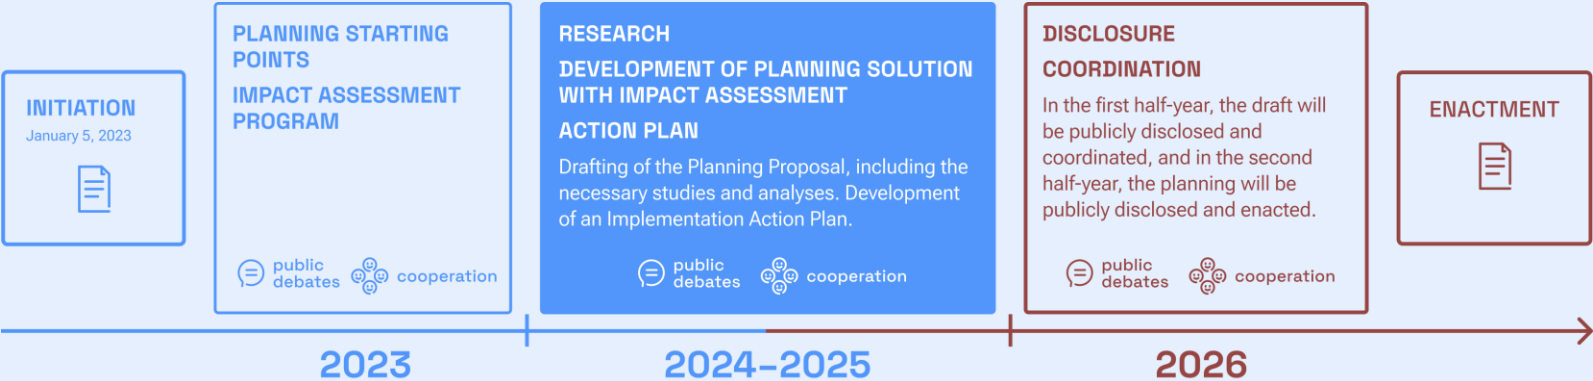 INITIATION
January 5, 2023
PLANNING STARTING
POINTS
IMPACT ASSESSMENT
PROGRAM
public
debates
cooperation
RESEARCH
DEVELOPMENT OF PLANNING SOLUTION
WITH IMPACT ASSESSMENT
ACTION PLAN
Drafting of the Planning Proposal, including the
necessary studies and analyses. Development
of an Implementation Action Plan.
public
debates
cooperation
DISCLOSURE
COORDINATION
In the first half-year, the draft will
be publicly disclosed and
coordinated, and in the second
half-year, the planning will be
publicly disclosed and enacted.
public
debates
cooperation
ENACTMENT
2023
2024–2025
2026